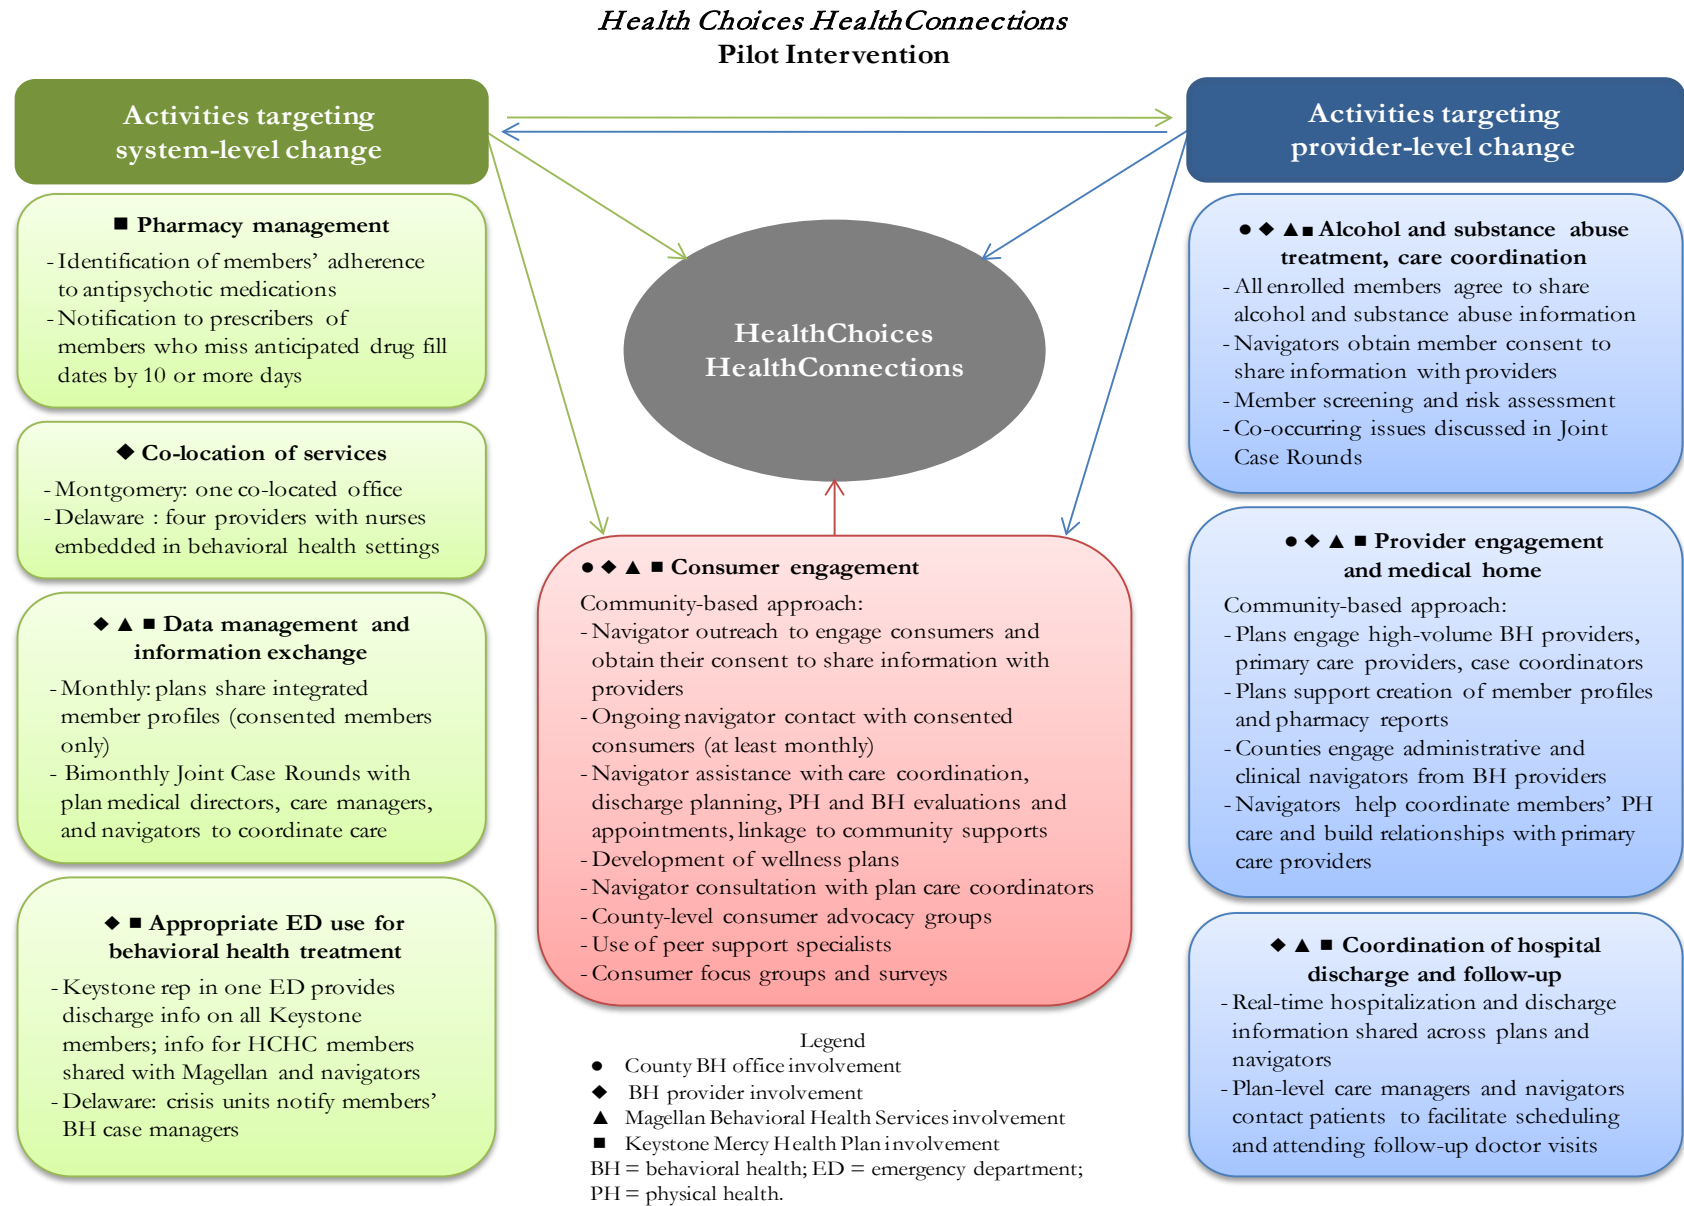 Health Choices HealthConnections
Pilot Intervention
Activities targeting
system-level change
■ Pharmacy management
- Identification of members’ adherence
to antipsychotic medications
- Notification to prescribers of
members who miss anticipated drug fill
dates by 10 or more days
◆ Co-location of services
- Montgomery: one co-located office
- Delaware : four providers with nurses
embedded in behavioral health settings
◆ ▲ ■ Data management and
information exchange
- Monthly: plans share integrated
member profiles (consented members
only)
- Bimonthly Joint Case Rounds with
plan medical directors, care managers,
and navigators to coordinate care
◆ ■ Appropriate ED use for
behavioral health treatment
- Keystone rep in one ED provides
discharge info on all Keystone
members; info for HCHC members
shared with Magellan and navigators
- Delaware: crisis units notify members’
BH case managers
HealthChoices
HealthConnections
● ◆ ▲ ■ Consumer engagement
Community-based approach:
- Navigator outreach to engage consumers and
obtain their consent to share information with
providers
- Ongoing navigator contact with consented
consumers (at least monthly)
- Navigator assistance with care coordination,
discharge planning, PH and BH evaluations and
appointments, linkage to community supports
- Development of wellness plans
- Navigator consultation with plan care coordinators
- County-level consumer advocacy groups
- Use of peer support specialists
- Consumer focus groups and surveys
Legend
● County BH office involvement
◆ BH provider involvement
▲ Magellan Behavioral Health Services involvement
■ Keystone Mercy Health Plan involvement
BH = behavioral health; ED = emergency department;
PH = physical health.
Activities targeting
provider-level change
● ◆ ▲ ■ Alcohol and substance abuse
treatment, care coordination
- All enrolled members agree to share
alcohol and substance abuse information
- Navigators obtain member consent to
share information with providers
- Member screening and risk assessment
- Co-occurring issues discussed in Joint
Case Rounds
● ◆ ▲ ■ Provider engagement
and medical home
Community-based approach:
- Plans engage high-volume BH providers,
primary care providers, case coordinators
- Plans support creation of member profiles
and pharmacy reports
- Counties engage administrative and
clinical navigators from BH providers
- Navigators help coordinate members’ PH
care and build relationships with primary
care providers
◆ ▲ ■ Coordination of hospital
discharge and follow-up
- Real-time hospitalization and discharge
information shared across plans and
navigators
- Plan-level care managers and navigators
contact patients to facilitate scheduling
and attending follow-up doctor visits